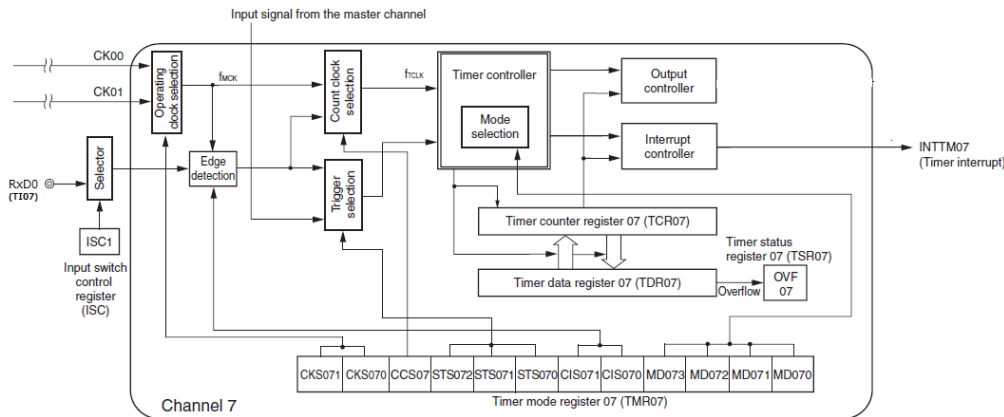 Input signal from the master channel
CK00
CK01
Operating
clock selection
fMCK
Count clock
selection
fTCLK
Timer controller
Mode
selection
Output
controller
Interrupt
controller
INTTM07
(Timer interrupt)
RxD0
(TI07)
Selector
Edge
detection
Trigger
selection
ISC1
Input switch
control
register
(ISC)
Timer counter register 07 (TCR07)
Timer status
register 07 (TSR07)
Timer data register 07 (TDR07)
Overflow
OVF
07
CKS071 CKS070 CCS07 STS072 STS071 STS070 CIS071 CIS070 MD073 MD072 MD071 MD070
Timer mode register 07 (TMR07)
Channel 7